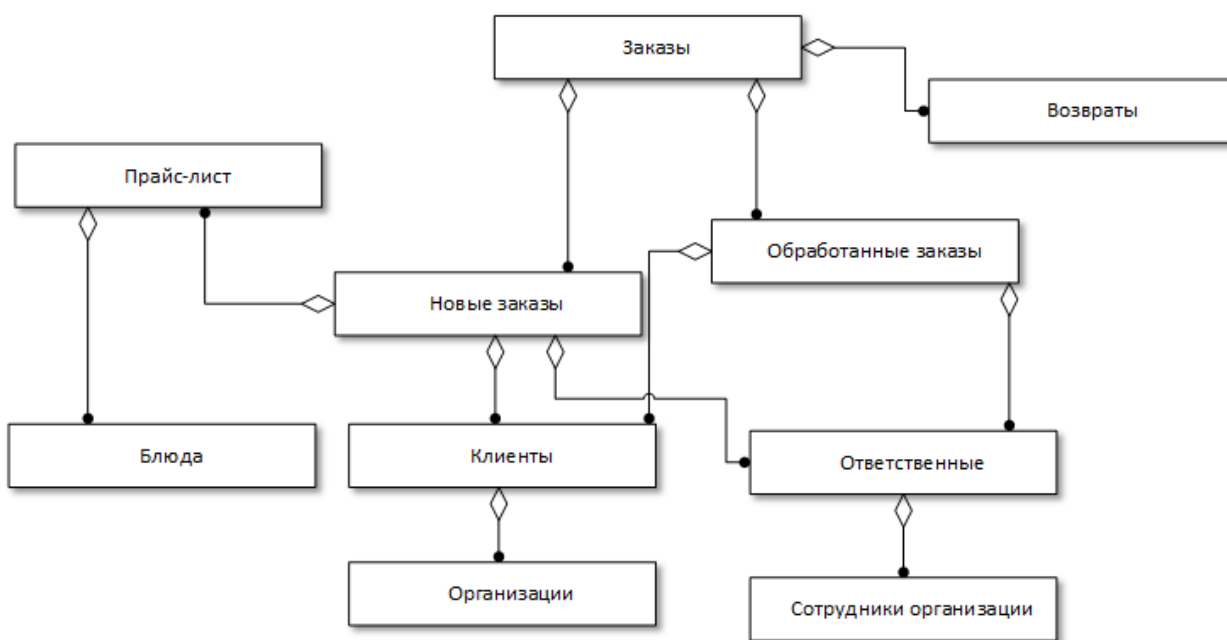 Заказы
Возвраты
Прайс-лист
Обработанные заказы
Новые заказы
Блюда
Клиенты
Ответственные
Организации
Сотрудники организации